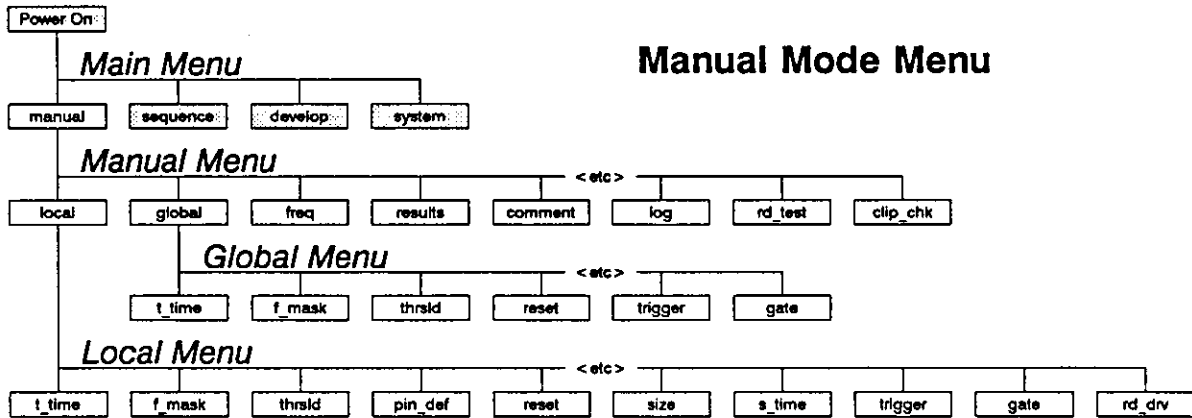 Power On
Manual Mode Menu
Main Menu
manual sequence develop system
Manual Menu
<etc>
local global freq results comment log rd_test clip_chk
Global Menu
<etc>
t_time f_mask thrsld reset trigger gate
Local Menu
<etc>
t_time f_mask thrsld pin_def reset size s_time trigger gate rd_drv